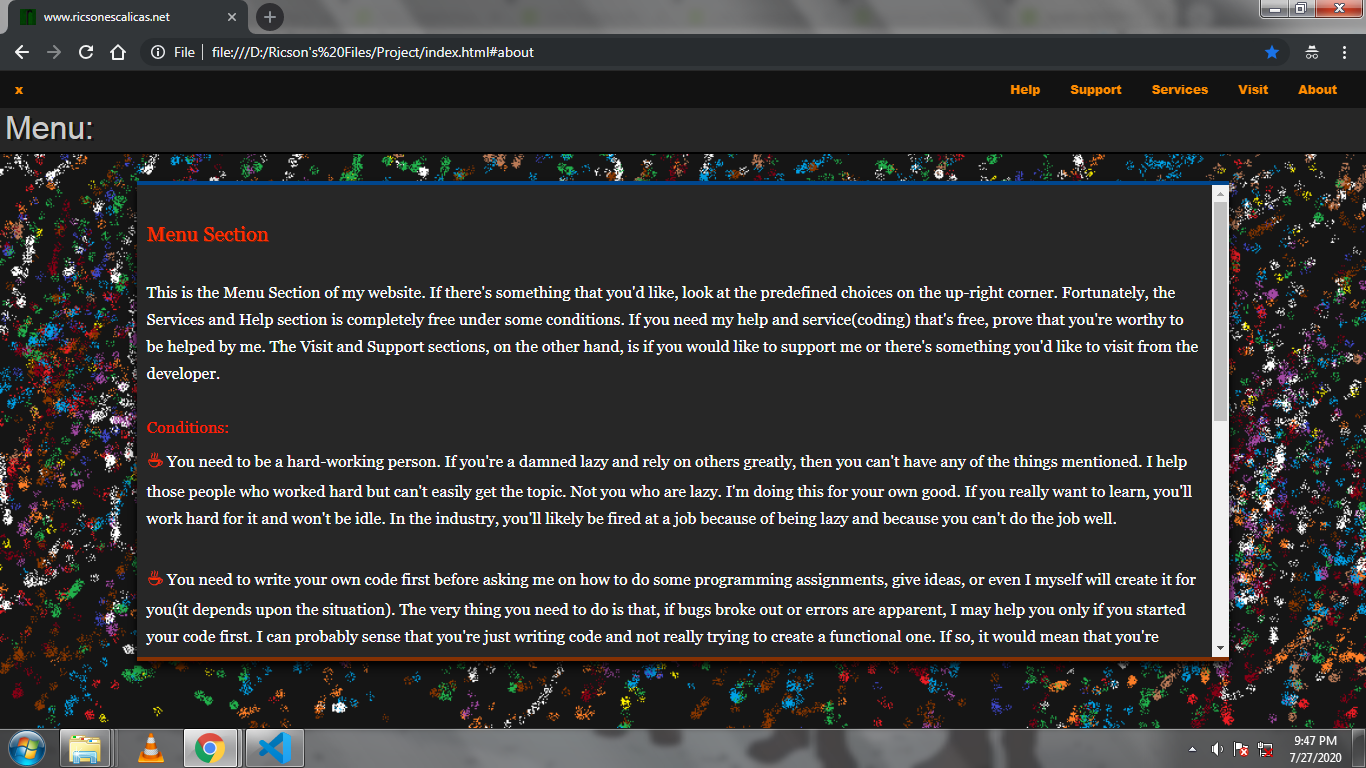 www.ricsonescalicas.net
File file:///D:/Ricson's%20Files/Project/index.html#about
x Help Support Services Visit About
Menu:
Menu Section
This is the Menu Section of my website. If there's something that you'd like, look at the predefined choices on the up-right corner. Fortunately, the
Services and Help section is completely free under some conditions. If you need my help and service(coding) that's free, prove that you're worthy to
be helped by me. The Visit and Support sections, on the other hand, is if you would like to support me or there's something you'd like to visit from the
developer.
Conditions:
You need to be a hard-working person. If you're a damned lazy and rely on others greatly, then you can't have any of the things mentioned. I help
those people who worked hard but can't easily get the topic. Not you who are lazy. I'm doing this for your own good. If you really want to learn, you'll
work hard for it and won't be idle. In the industry, you'll likely be fired at a job because of being lazy and because you can't do the job well.
You need to write your own code first before asking me on how to do some programming assignments, give ideas, or even I myself will create it for
you(it depends upon the situation). The very thing you need to do is that, if bugs broke out or errors are apparent, I may help you only if you started
your code first. I can probably sense that you're just writing code and not really trying to create a functional one. If so, it would mean that you're
9:47 PM
7/27/2020